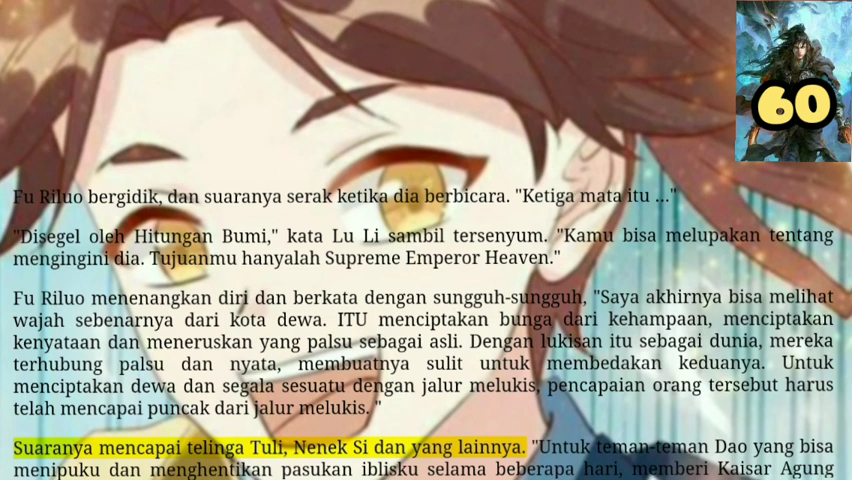 60
Fu Riluo bergidik, dan suaranya serak ketika dia berbicara. "Ketiga mata itu ..."
"Disegel oleh Hitungan Bumi," kata Lu Li sambil tersenyum. "Kamu bisa melupakan tentang
mengingini dia. Tujuanmu hanyalah Supreme Emperor Heaven."
Fu Riluo menenangkan diri dan berkata dengan sungguh-sungguh, "Saya akhirnya bisa melihat
wajah sebenarnya dari kota dewa. ITU menciptakan bunga dari kehampaan, menciptakan
kenyataan dan meneruskan yang palsu sebagai asli. Dengan lukisan itu sebagai dunia, mereka
terhubung palsu dan nyata, membuatnya sulit untuk membedakan keduanya. Untuk
menciptakan dewa dan segala sesuatu dengan jalur melukis, pencapaian orang tersebut harus
telah mencapai puncak dari jalur melukis. "
Suaranya mencapai telinga Tuli, Nenek Si dan yang lainnya. "Untuk teman-teman Dao yang bisa
menipuku dan menghentikan pasukan iblisku selama beberapa hari, memberi Kaisar Agung